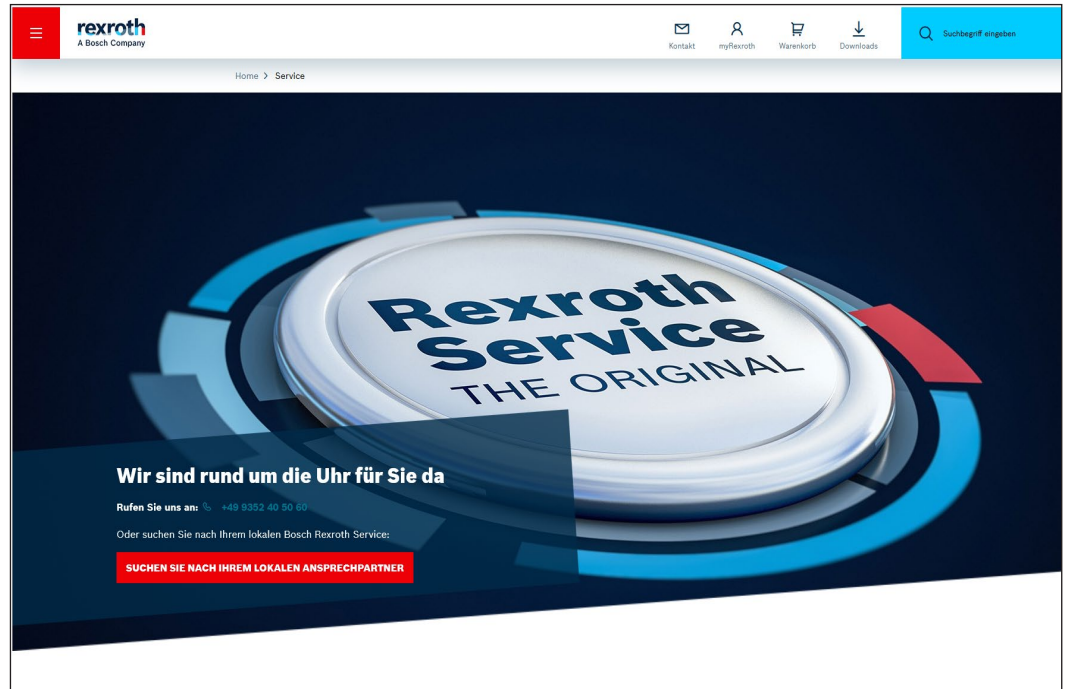 rexroth
A Bosch Company
Kontakt
myRexroth
Warenkorb
Downloads
Suchbegriff eingeben
Home > Service
Rexroth
Service
THE ORIGINAL
Wir sind rund um die Uhr für Sie da
Rufen Sie uns an: +49 9352 40 50 60
Oder suchen Sie nach Ihrem lokalen Bosch Rexroth Service:
SUCHEN SIE NACH IHREM LOKALEN ANSPRECHPARTNER